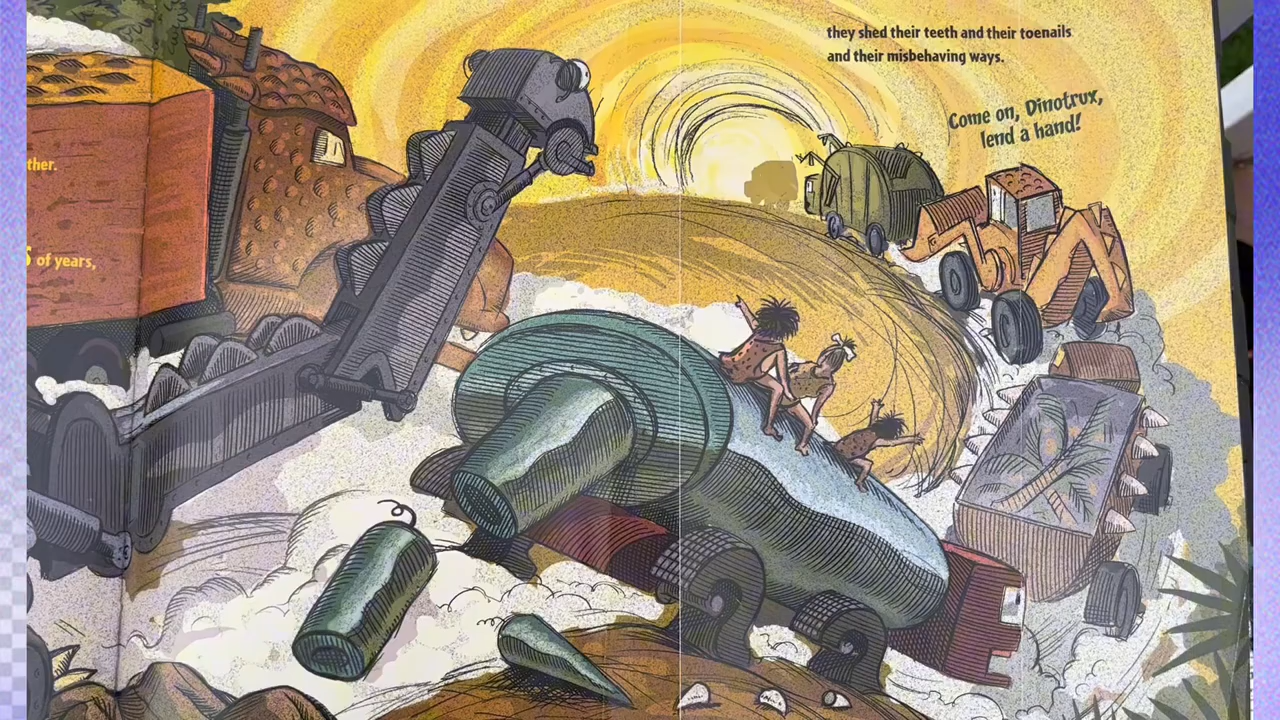 ther.
of years,
they shed their teeth and their toenails
and their misbehaving ways.
Come on, Dinotrux,
lend a hand!